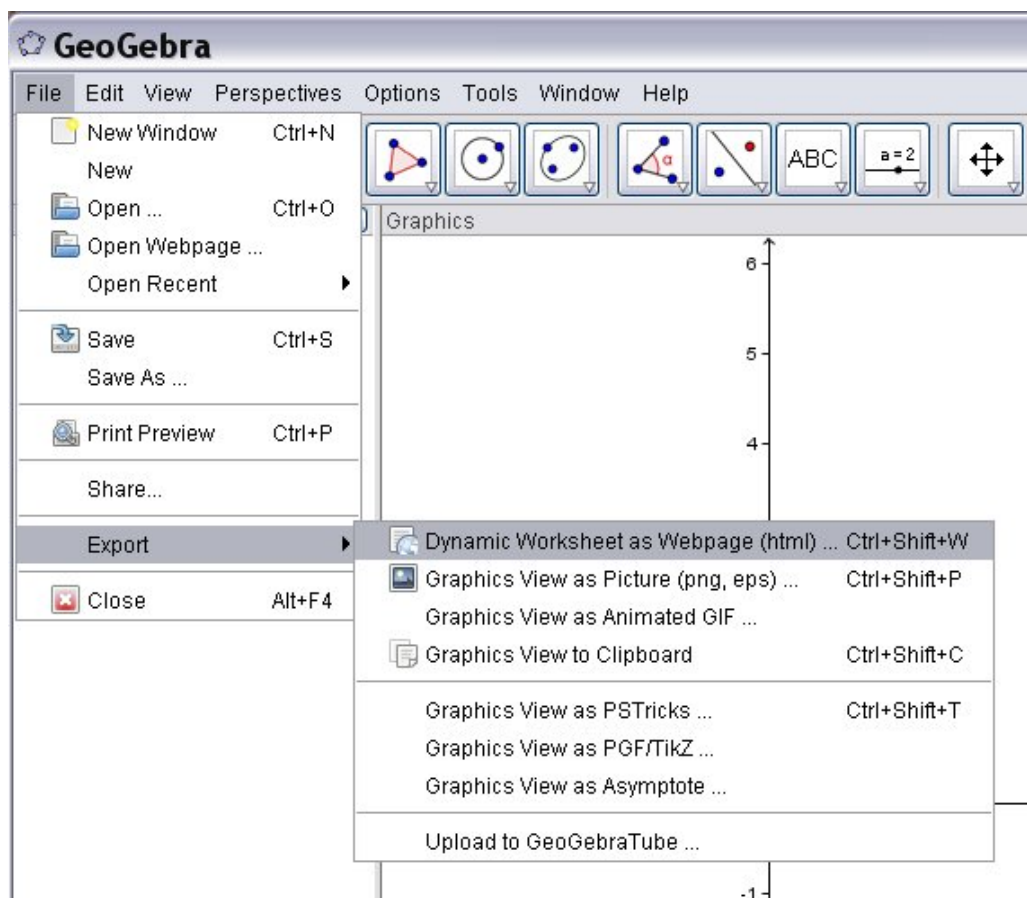 GeoGebra
File Edit View Perspectives Options Tools Window Help
New Window Ctrl+N
New
Open ... Ctrl+O
Open Webpage ...
Open Recent
Save Ctrl+S
Save As ...
Print Preview Ctrl+P
Share...
Export
Close Alt+F4
α ABC a=2
Graphics
6
5
4
Dynamic Worksheet as Webpage (html) ... Ctrl+Shift+W
Graphics View as Picture (png, eps) ... Ctrl+Shift+P
Graphics View as Animated GIF ...
Graphics View to Clipboard Ctrl+Shift+C
Graphics View as PSTricks ... Ctrl+Shift+T
Graphics View as PGF/TikZ ...
Graphics View as Asymptote ...
Upload to GeoGebraTube ...
-1